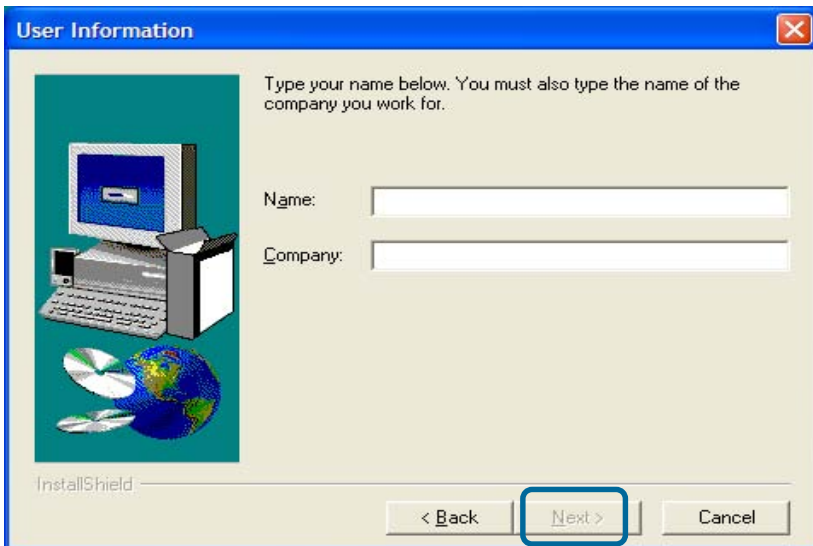 User Information
Type your name below. You must also type the name of the
company you work for.
Name:
Company:
InstallShield
< Back
Next >
Cancel